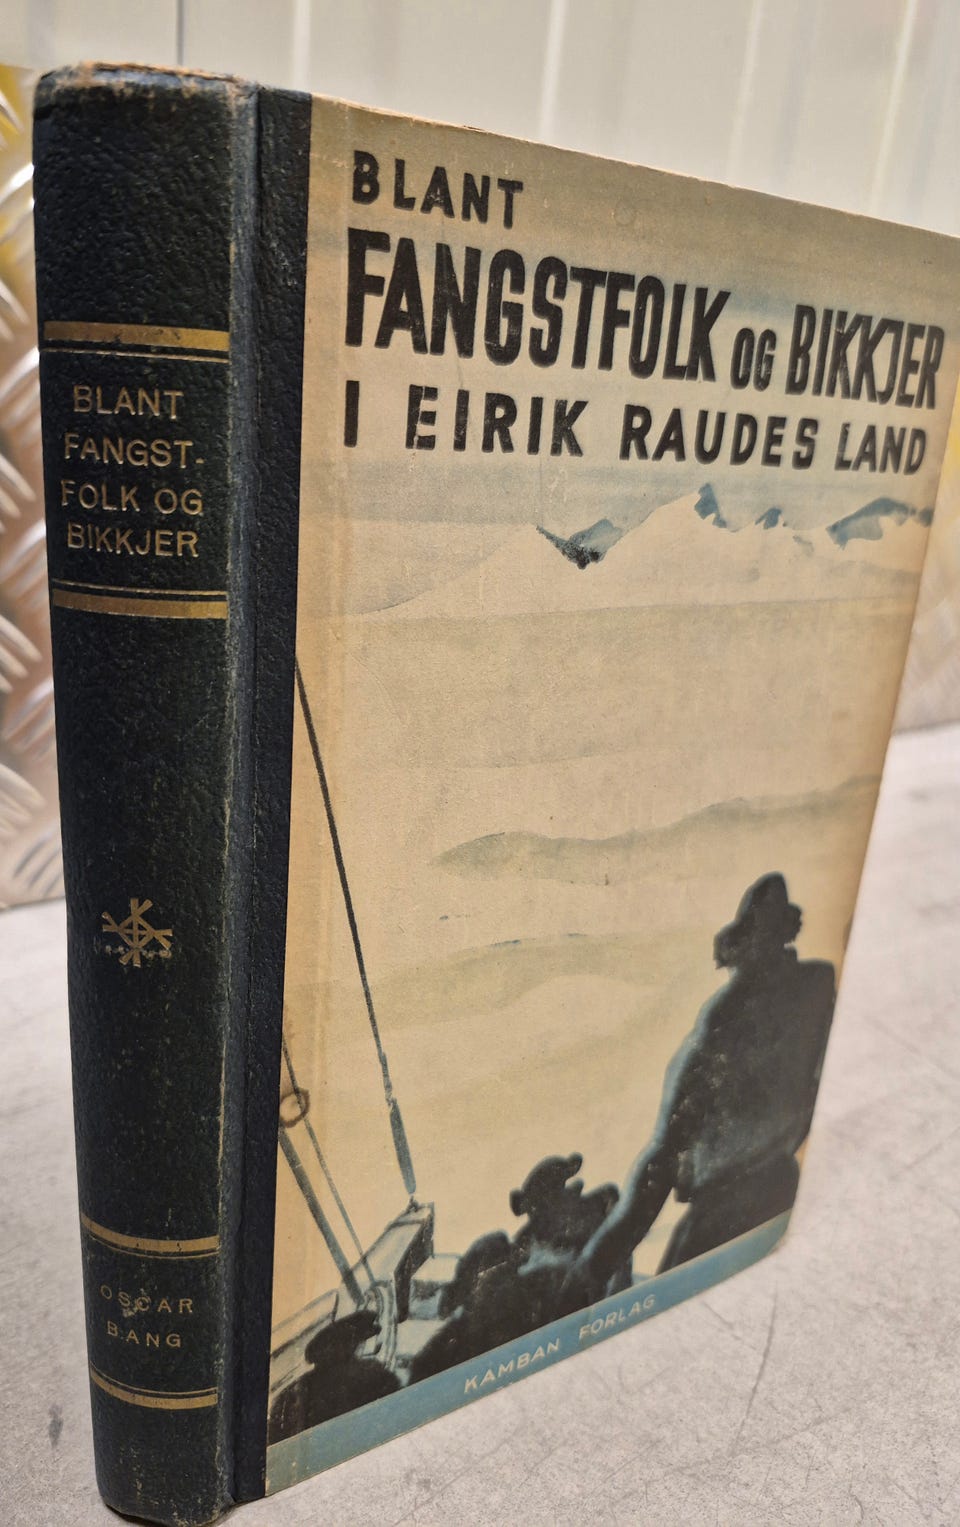 BLANT
FANGST-
FOLK OG
BIKKJER
OSCAR
BANG
BLANT
FANGSTFOLK OG BIKKJER
I EIRIK RAUDES LAND
KAMBAN FORLAG